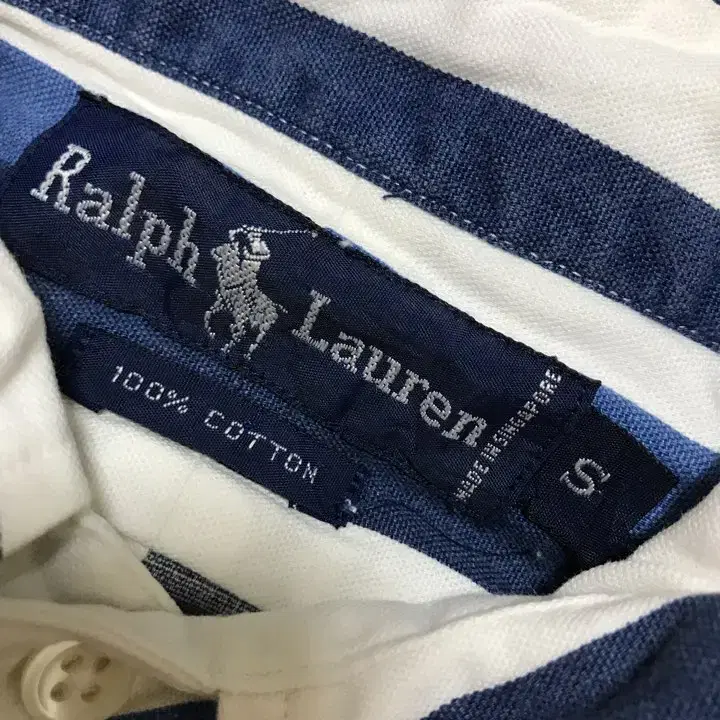 Ralph Lauren
MADE IN SINGAPORE
S
100% COTTON